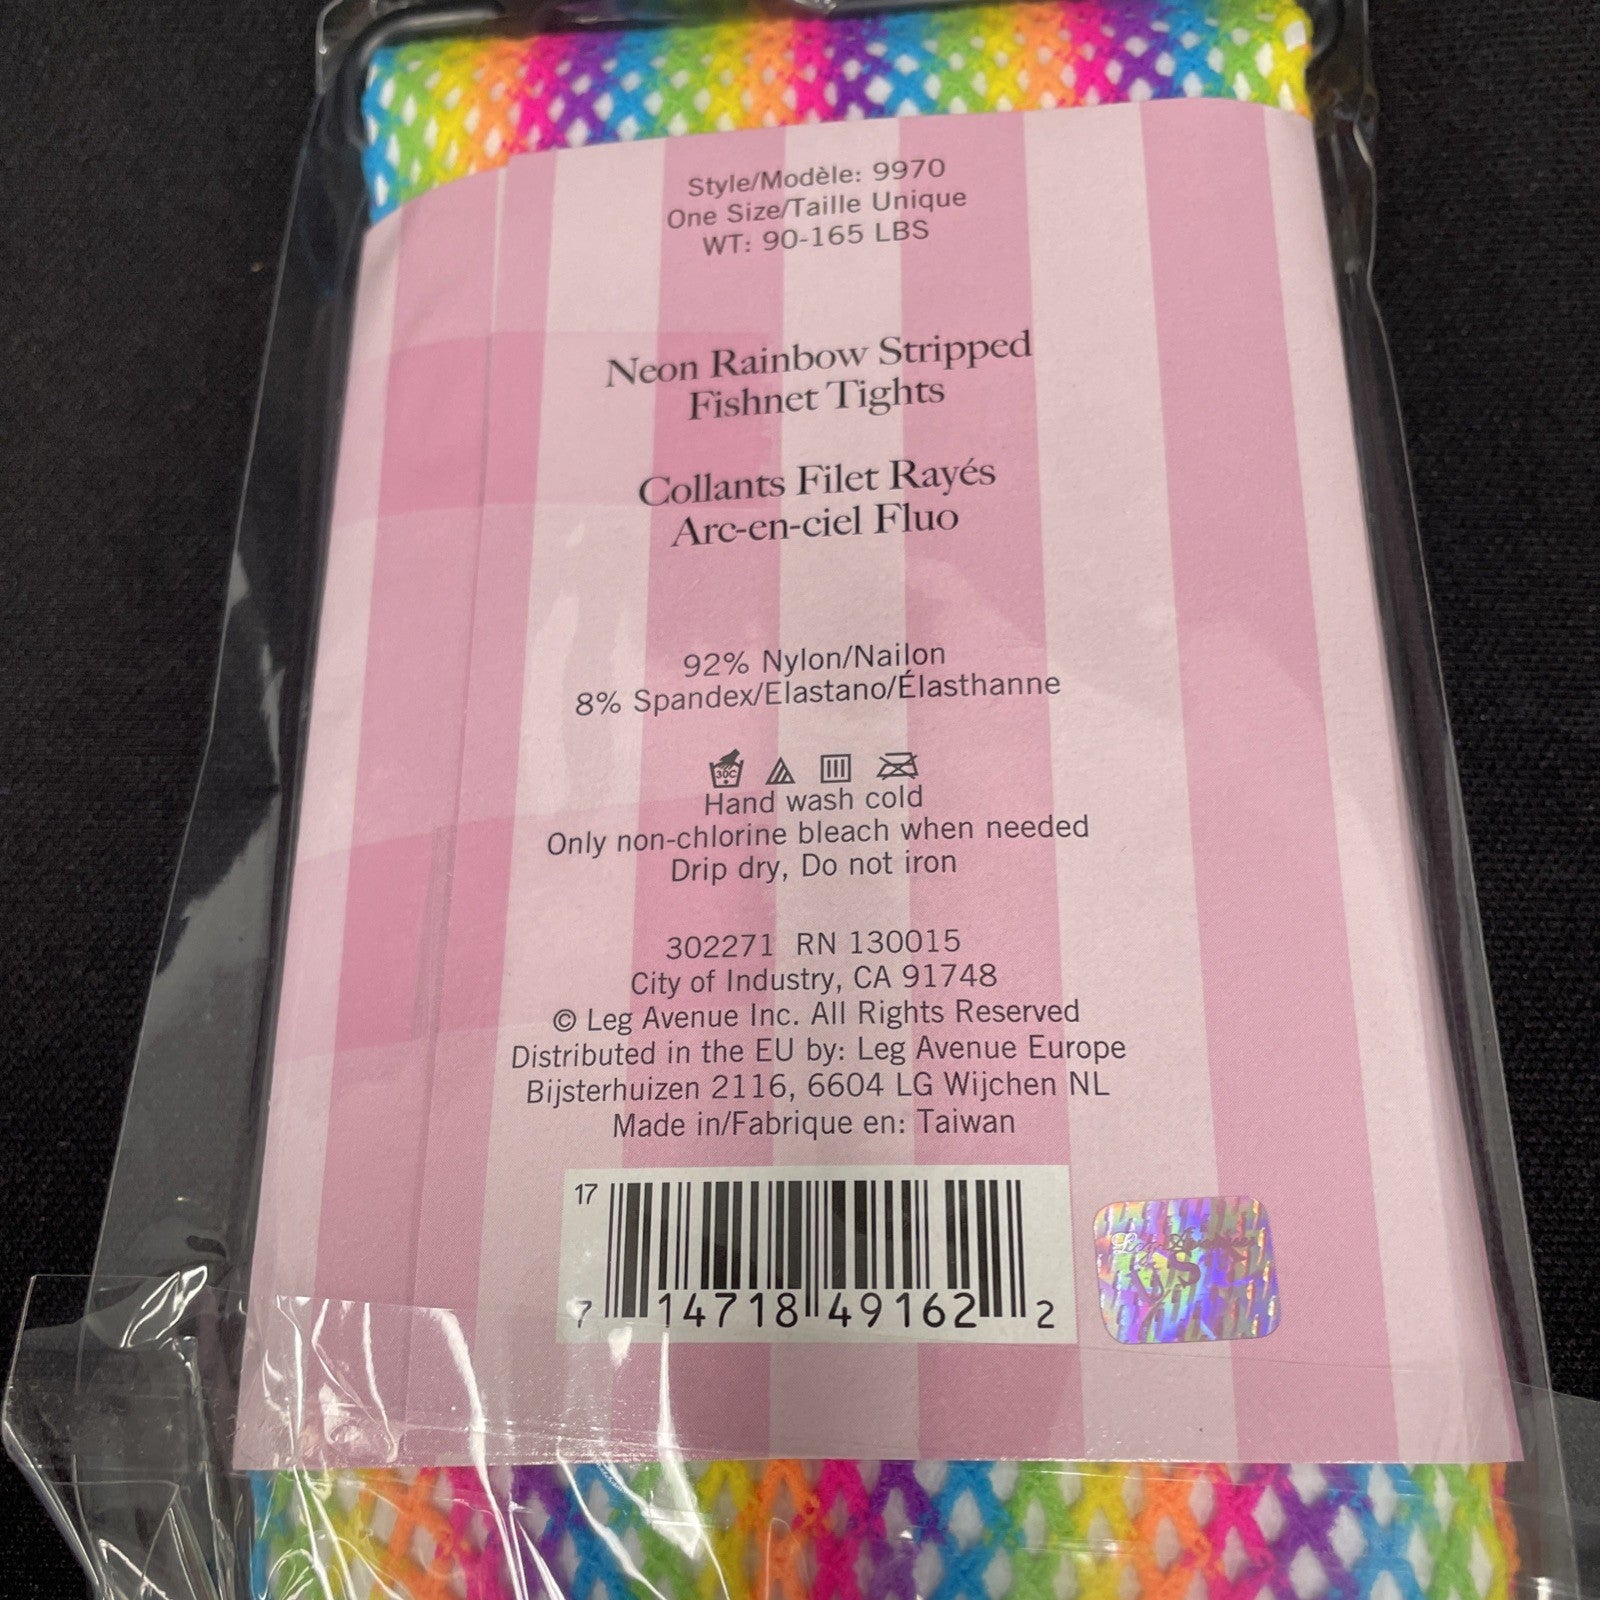 Style/Modèle: 9970
One Size/Taille Unique
WT: 90-165 LBS
Neon Rainbow Stripped
Fishnet Tights
Collants Filet Rayés
Arc-en-ciel Fluo
92% Nylon/Nailon
8% Spandex/Elastano/Élasthanne
30C
Hand wash cold
Only non-chlorine bleach when needed
Drip dry, Do not iron
302271 RN 130015
City of Industry, CA 91748
© Leg Avenue Inc. All Rights Reserved
Distributed in the EU by: Leg Avenue Europe
Bijsterhuizen 2116, 6604 LG Wijchen NL
Made in/Fabrique en: Taiwan
17
7 14718 49162 2
Leg Avenue